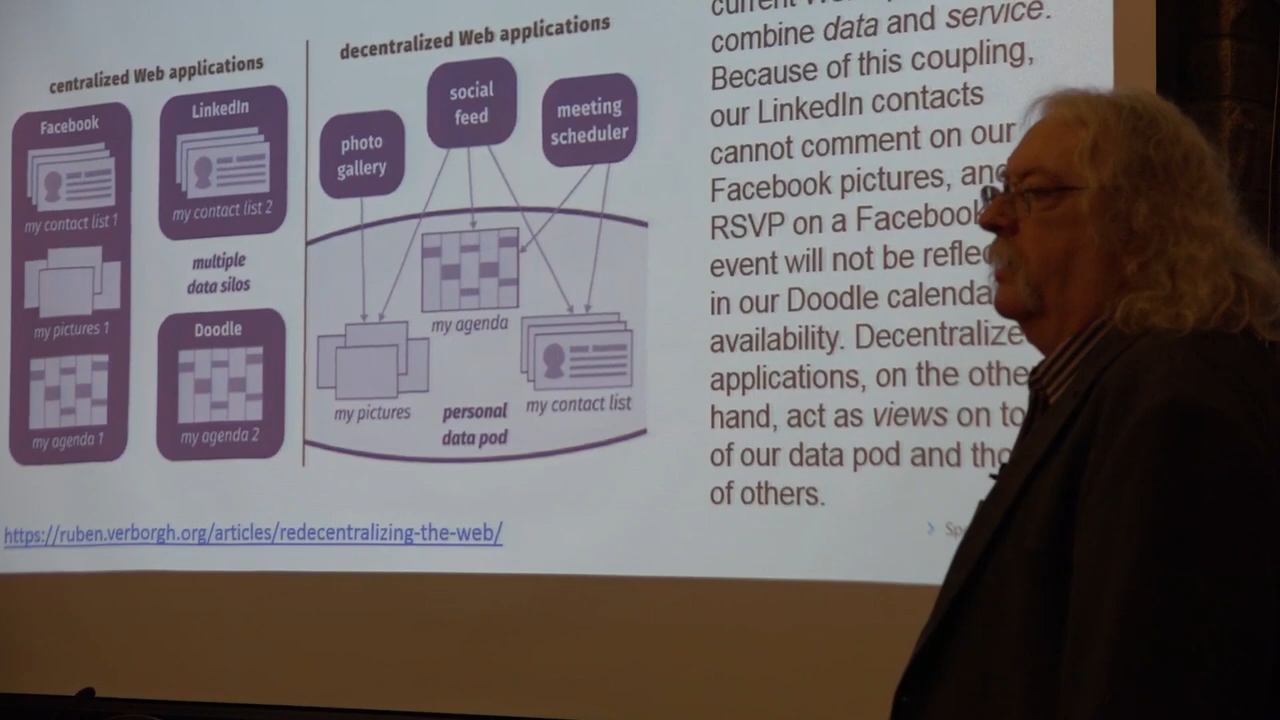 centralized Web applications
Facebook
my contact list 1
my pictures 1
my agenda 1
LinkedIn
my contact list 2
multiple
data silos
Doodle
my agenda 2
decentralized Web applications
photo
gallery
social
feed
meeting
scheduler
my agenda
my pictures
my contact list
personal
data pod
https://ruben.verborgh.org/articles/redecentralizing-the-web/
current
combine data and service.
Because of this coupling,
our LinkedIn contacts
cannot comment on our
Facebook pictures, and
RSVP on a Facebook
event will not be
in our Doodle
availability.
applications, on the
hand, act as views on
of our data pod and
of others.